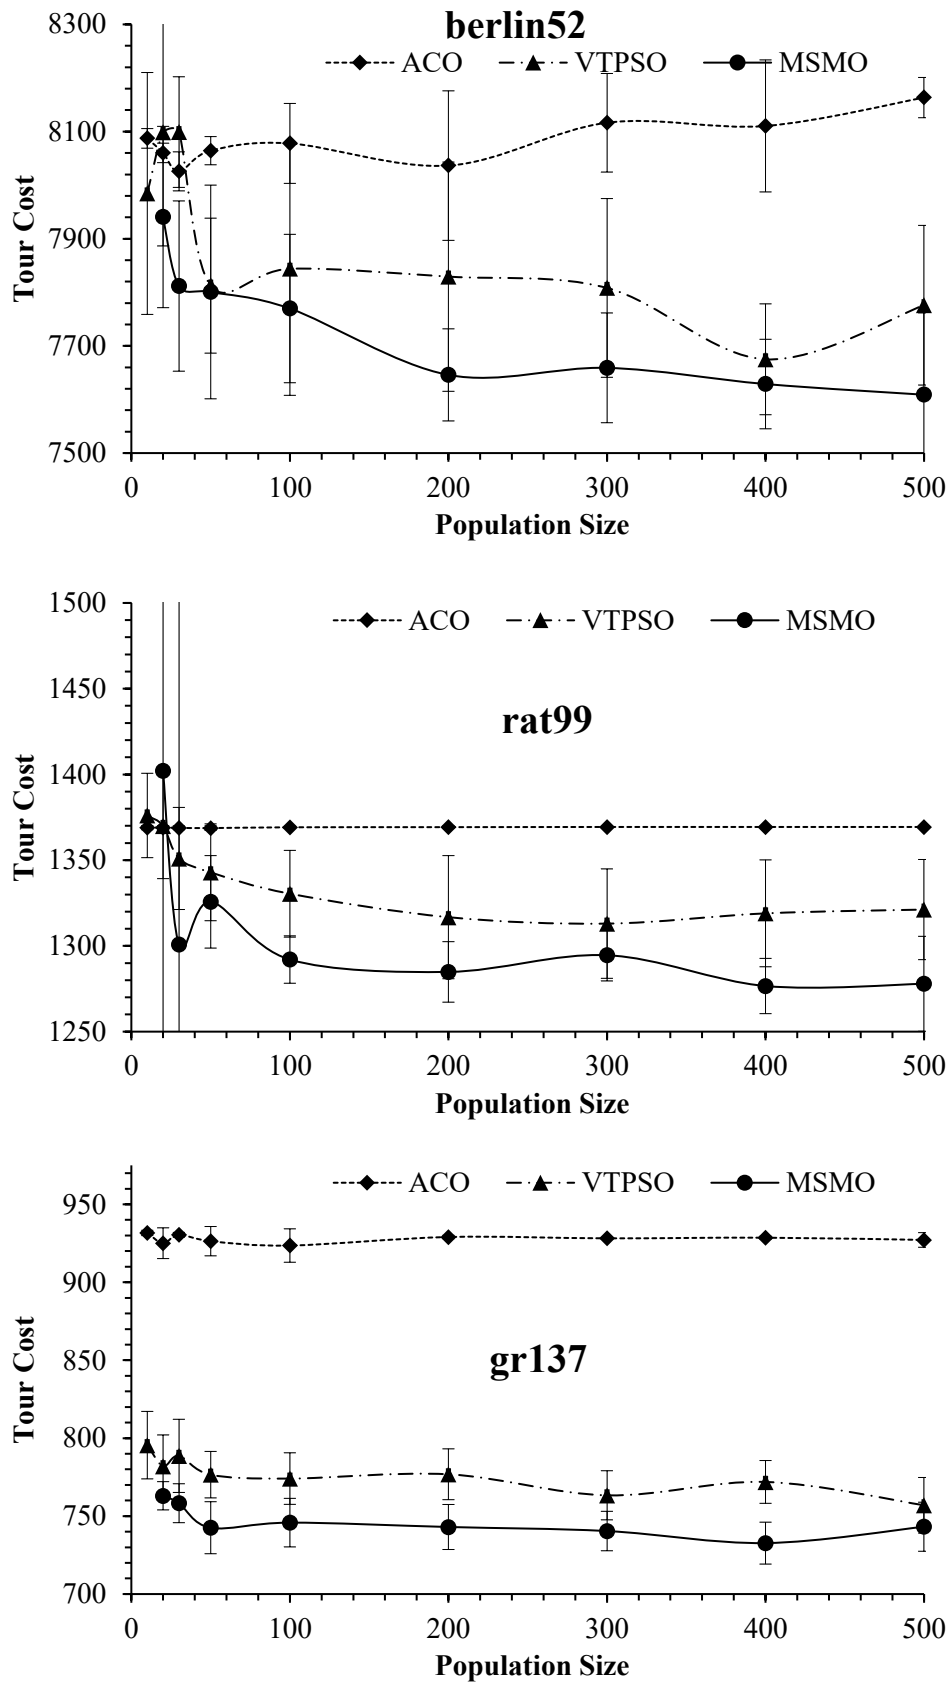 berlin52
ACO VTPSO MSMO
8300
8100
7900
7700
7500
Tour Cost
0 100 200 300 400 500
Population Size
ACO VTPSO MSMO
rat99
1500
1450
1400
1350
1300
1250
Tour Cost
0 100 200 300 400 500
Population Size
ACO VTPSO MSMO
gr137
950
900
850
800
750
700
Tour Cost
0 100 200 300 400 500
Population Size